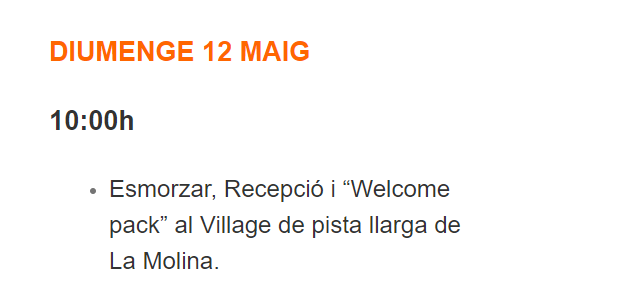 DIUMENGE 12 MAIG
10:00h
• Esmorzar, Recepció i “Welcome
pack” al Village de pista llarga de
La Molina.